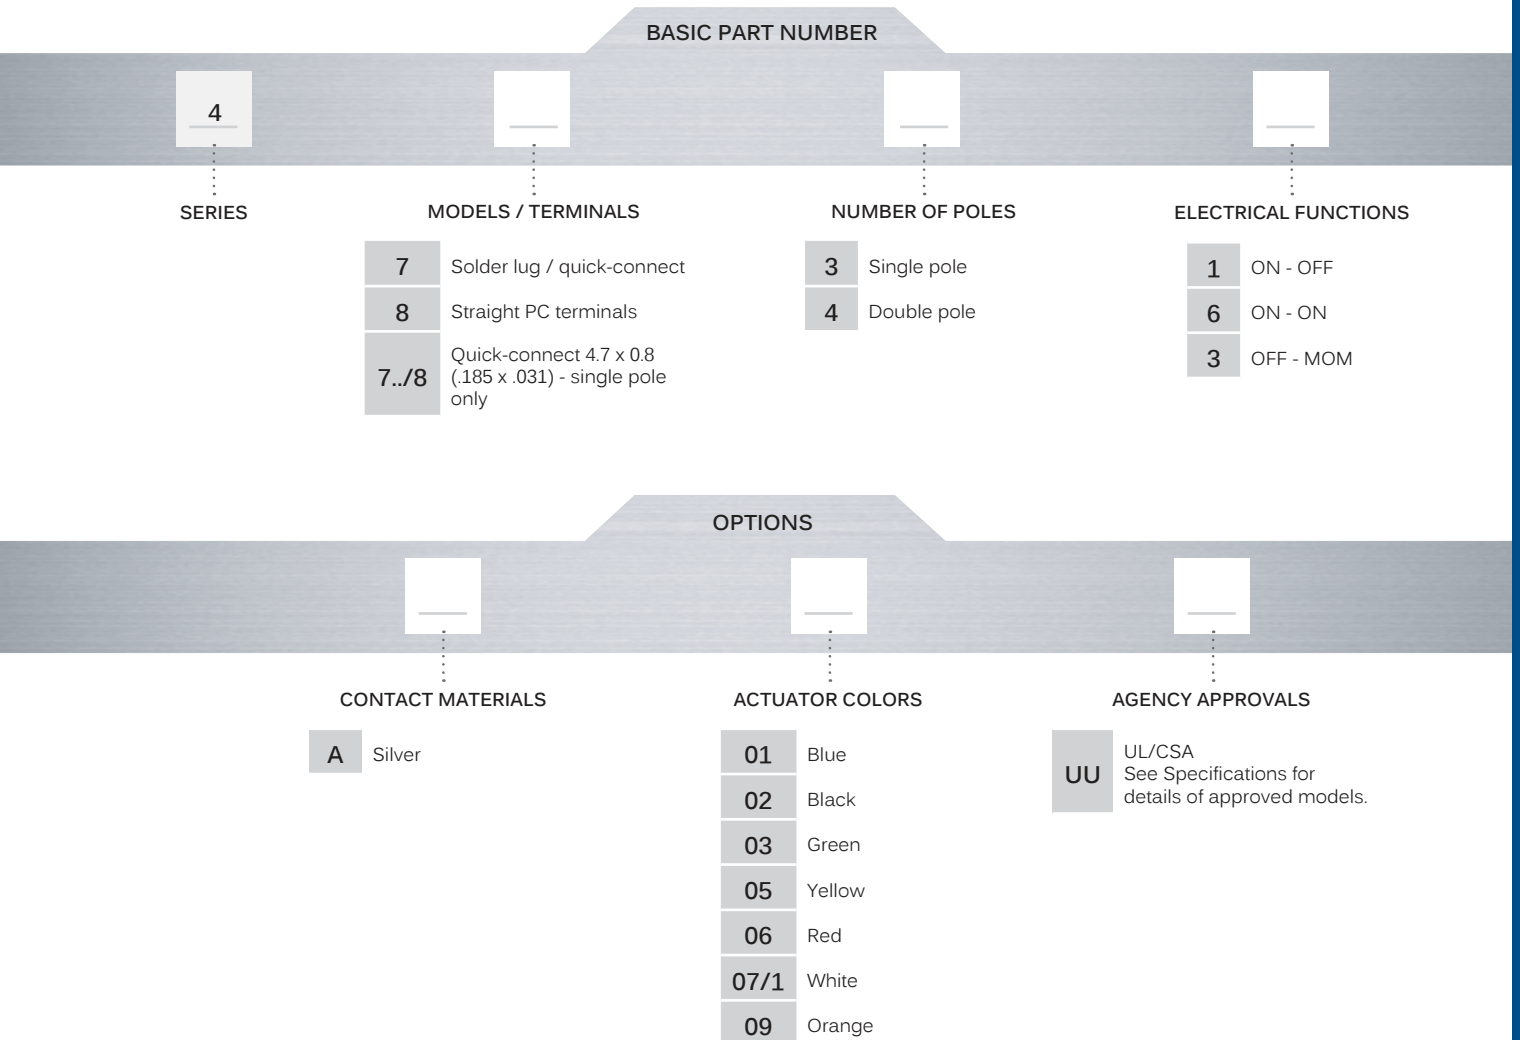 BASIC PART NUMBER
4
SERIES
MODELS / TERMINALS
7 Solder lug / quick-connect
8 Straight PC terminals
7../8 Quick-connect 4.7 x 0.8
(.185 x .031) - single pole
only
NUMBER OF POLES
3 Single pole
4 Double pole
ELECTRICAL FUNCTIONS
1 ON - OFF
6 ON - ON
3 OFF - MOM
OPTIONS
CONTACT MATERIALS
A Silver
ACTUATOR COLORS
01 Blue
02 Black
03 Green
05 Yellow
06 Red
07/1 White
09 Orange
AGENCY APPROVALS
UU UL/CSA
See Specifications for
details of approved models.